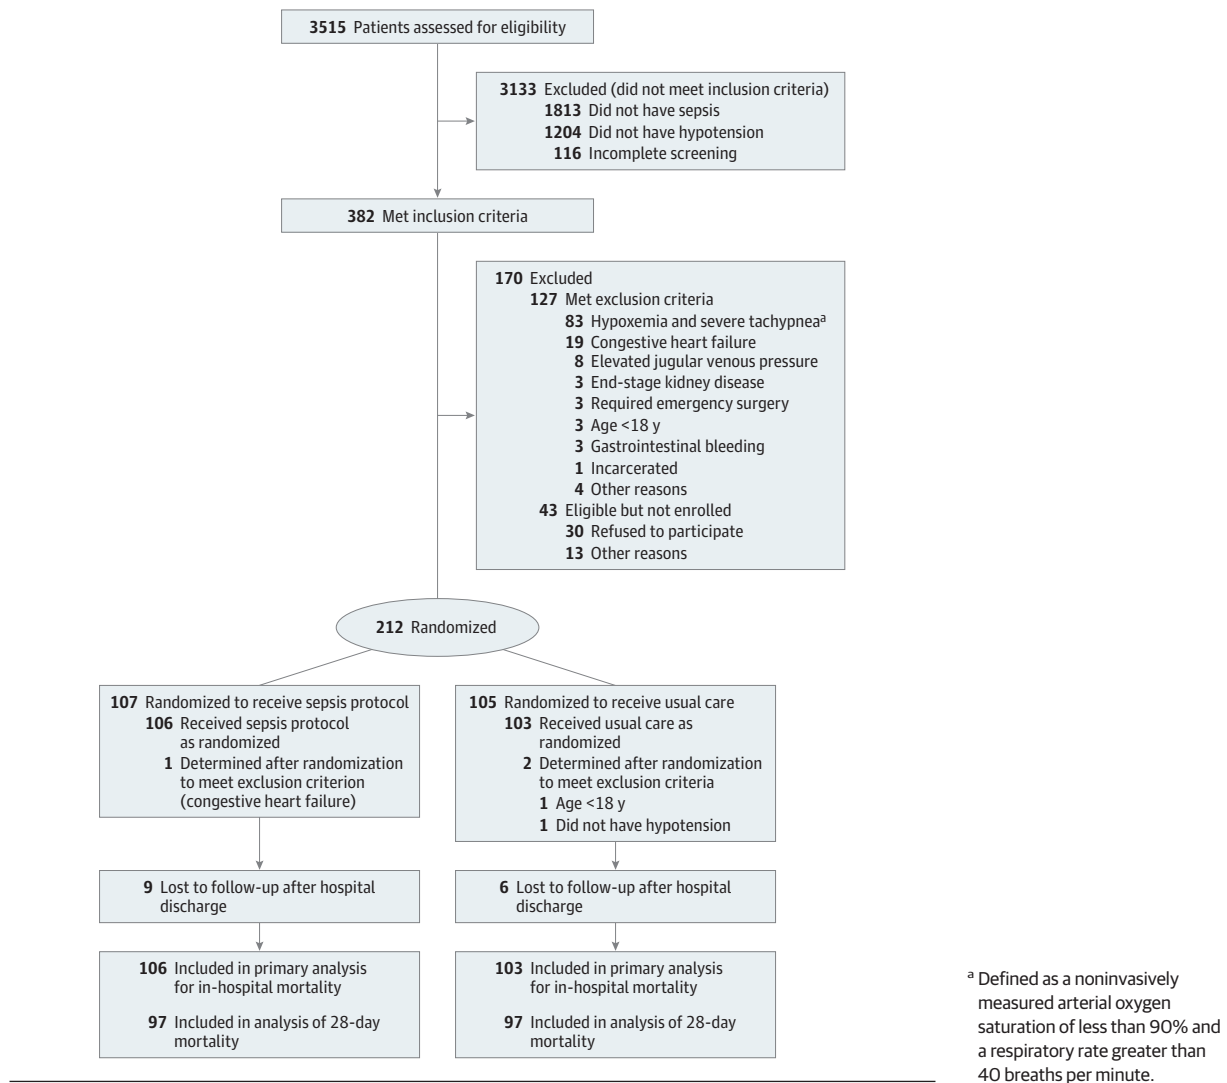 3515 Patients assessed for eligibility
3133 Excluded (did not meet inclusion criteria)
1813 Did not have sepsis
1204 Did not have hypotension
116 Incomplete screening
382 Met inclusion criteria
170 Excluded
127 Met exclusion criteria
83 Hypoxemia and severe tachypneaᵃ
19 Congestive heart failure
8 Elevated jugular venous pressure
3 End-stage kidney disease
3 Required emergency surgery
3 Age <18 y
3 Gastrointestinal bleeding
1 Incarcerated
4 Other reasons
43 Eligible but not enrolled
30 Refused to participate
13 Other reasons
212 Randomized
107 Randomized to receive sepsis protocol
106 Received sepsis protocol
as randomized
1 Determined after randomization
to meet exclusion criterion
(congestive heart failure)
105 Randomized to receive usual care
103 Received usual care as
randomized
2 Determined after randomization
to meet exclusion criteria
1 Age <18 y
1 Did not have hypotension
9 Lost to follow-up after hospital
discharge
6 Lost to follow-up after hospital
discharge
106 Included in primary analysis
for in-hospital mortality
97 Included in analysis of 28-day
mortality
103 Included in primary analysis
for in-hospital mortality
97 Included in analysis of 28-day
mortality
ᵃ Defined as a noninvasively
measured arterial oxygen
saturation of less than 90% and
a respiratory rate greater than
40 breaths per minute.